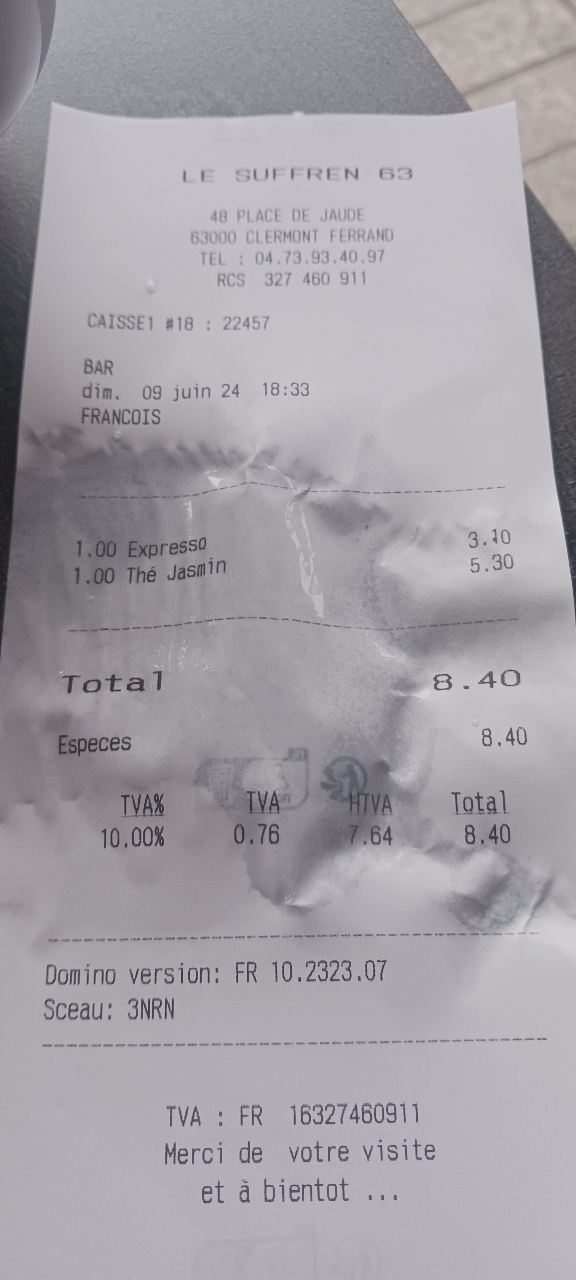 LE SUFFREN 63
48 PLACE DE JAUDE
63000 CLERMONT FERRAND
TEL : 04.73.93.40.97
RCS 327 460 911
CAISSE1 #18 : 22457
BAR
dim. 09 juin 24 18:33
FRANCOIS
1.00 Expresso 3.10
1.00 Thé Jasmin 5.30
Total 8.40
Especes 8.40
TVA% TVA HTVA Total
10.00% 0.76 7.64 8.40
Domino version: FR 10.2323.07
Sceau: 3NRN
TVA : FR 16327460911
Merci de votre visite
et à bientot ...